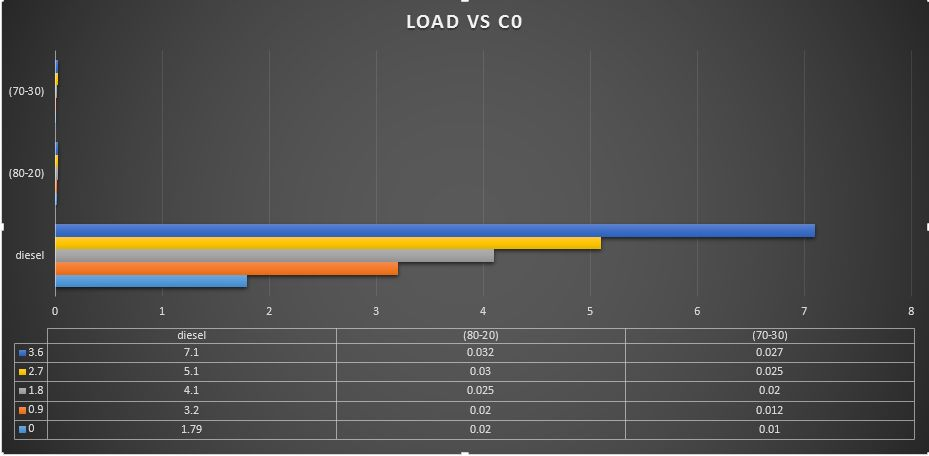 LOAD VS C0
(70-30)
(80-20)
diesel
0 1 2 3 4 5 6 7 8
diesel (80-20) (70-30)
3.6 7.1 0.032 0.027
2.7 5.1 0.03 0.025
1.8 4.1 0.025 0.02
0.9 3.2 0.02 0.012
0 1.79 0.02 0.01